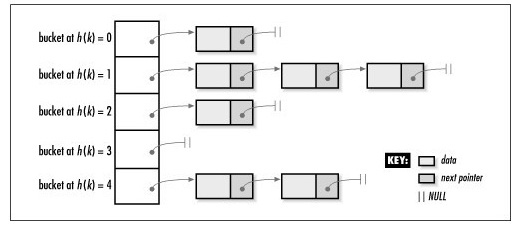 bucket at h(k) = 0
bucket at h(k) = 1
bucket at h(k) = 2
bucket at h(k) = 3
bucket at h(k) = 4
KEY:
data
next pointer
NULL